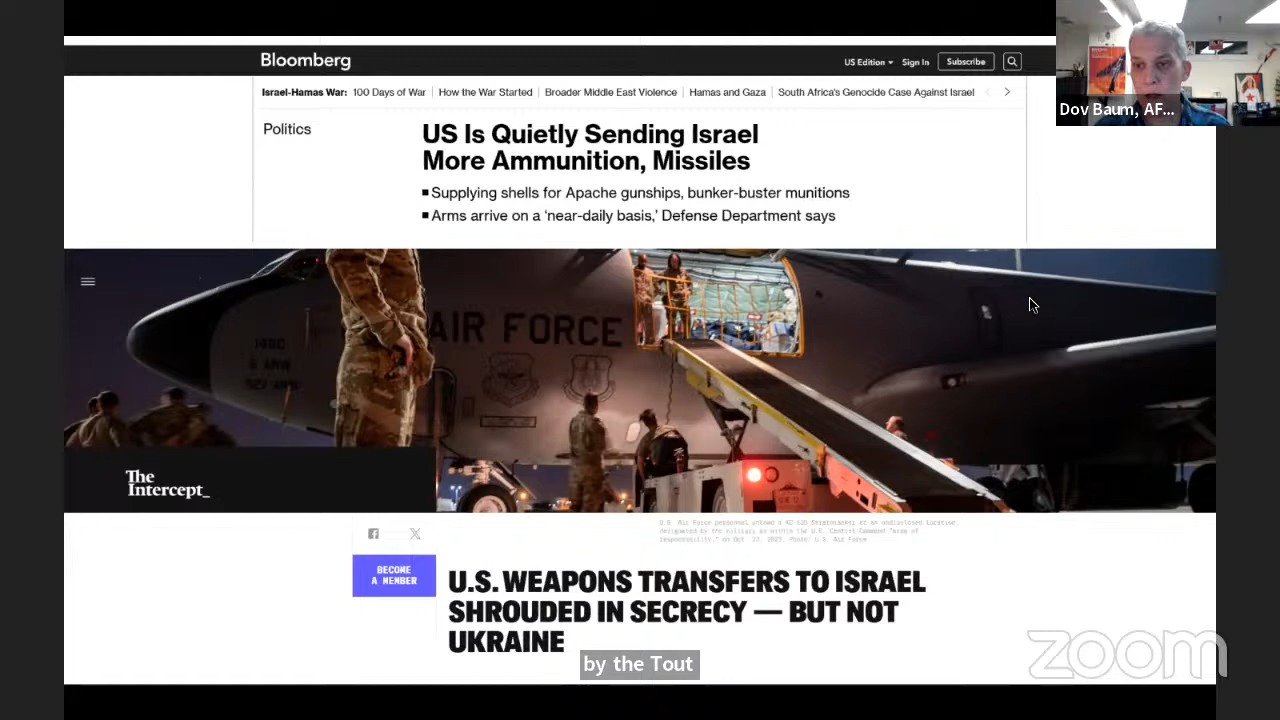 Bloomberg
US Edition
Sign In
Subscribe
Israel-Hamas War:
100 Days of War
How the War Started
Broader Middle East Violence
Hamas and Gaza
South Africa's Genocide Case Against Israel
Dov Baum, AF...
Politics
US Is Quietly Sending Israel
More Ammunition, Missiles
Supplying shells for Apache gunships, bunker-buster munitions
Arms arrive on a 'near-daily basis,' Defense Department says
AIR FORCE
The
Intercept_
BECOME
A MEMBER
U.S. WEAPONS TRANSFERS TO ISRAEL
SHROUDED IN SECRECY — BUT NOT
UKRAINE
by the Tout
zoom